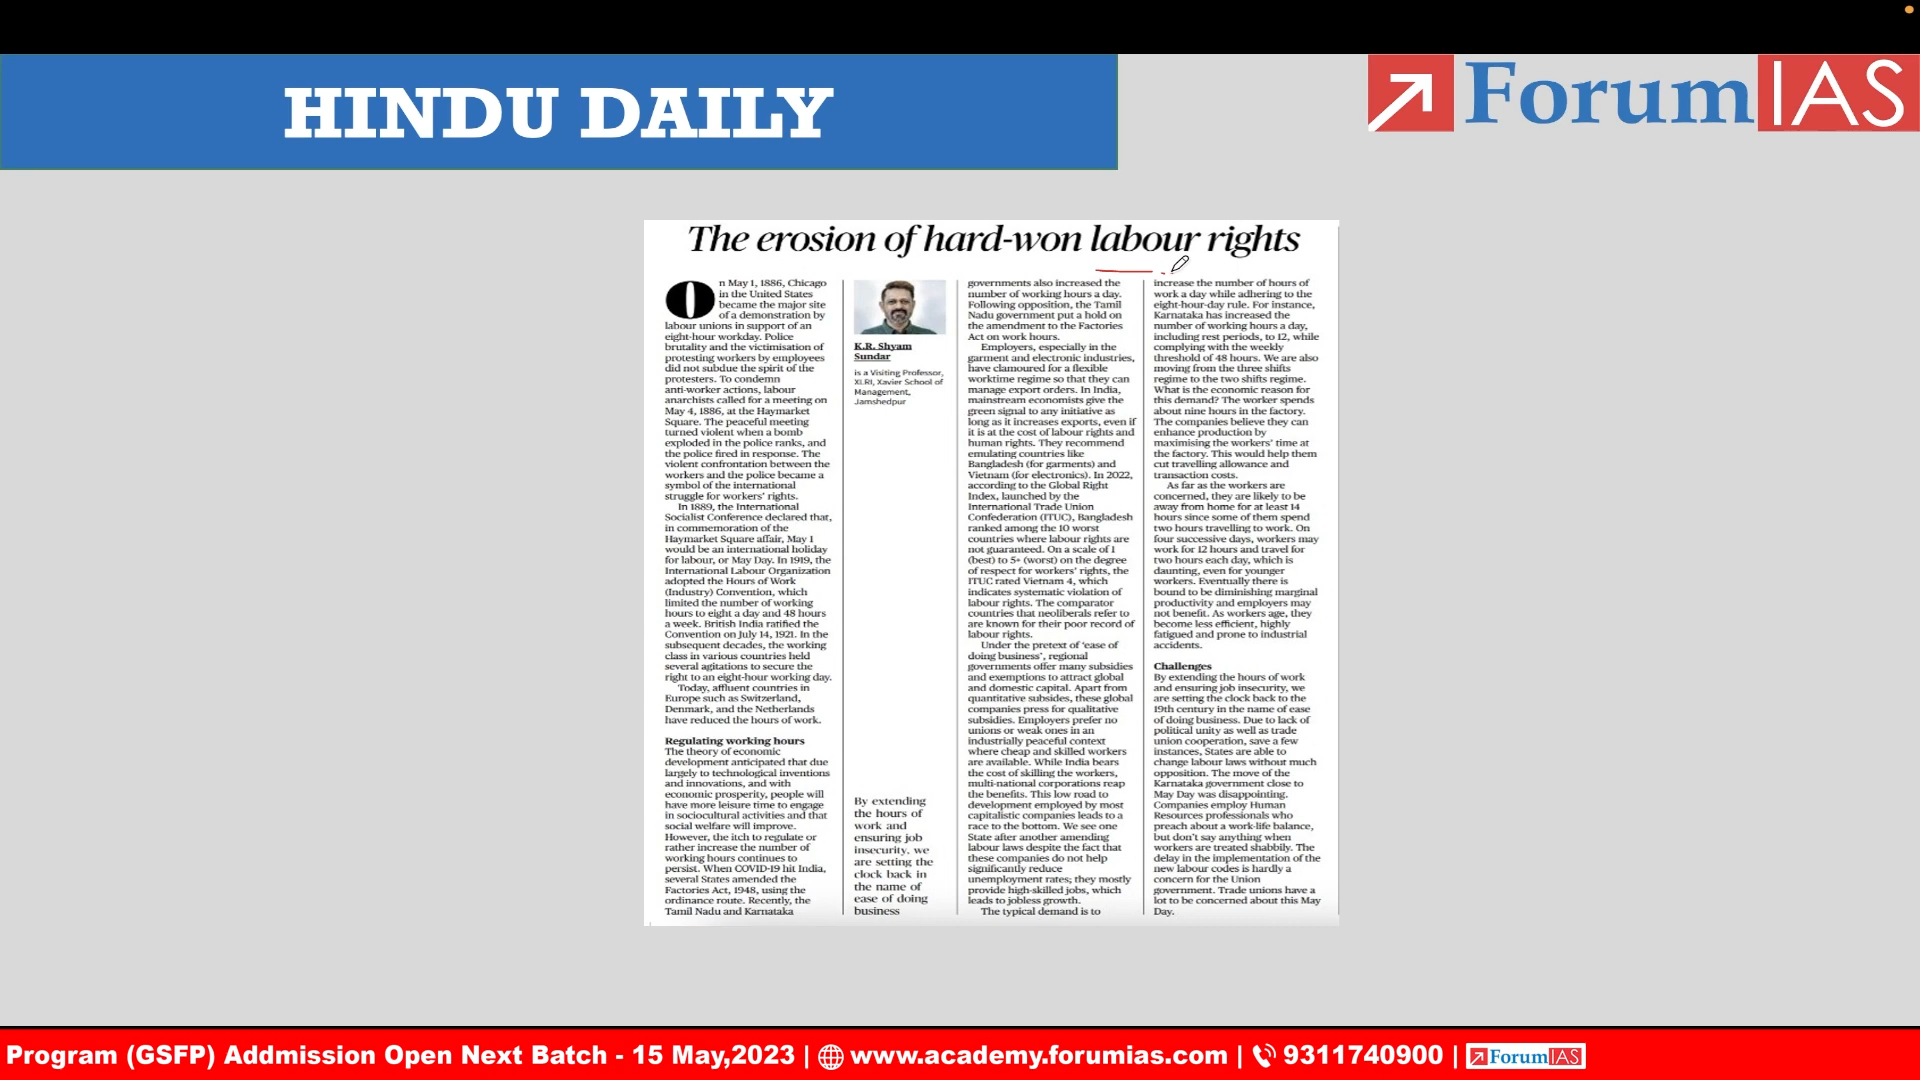 HINDU DAILY
ForumIAS
The erosion of hard-won labour rights
On May 1, 1886, Chicago
in the United States
became the major site
of a demonstration by
labour unions in support of an
eight-hour workday. Police
brutality and the victimisation of
protesting workers by employees
did not subdue the spirit of the
protesters. To condemn
anti-worker actions, labour
anarchists called for a meeting on
May 4, 1886, at the Haymarket
Square. The peaceful meeting
turned violent when a bomb
exploded in the police ranks, and
the police fired in response. The
violent confrontation between the
workers and the police became a
symbol of the international
struggle for workers' rights.
In 1889, the International
Socialist Conference declared that,
in commemoration of the
Haymarket Square affair, May 1
would be an international holiday
for labour, or May Day. In 1919, the
International Labour Organization
adopted the Hours of Work
(Industry) Convention, which
limited the number of working
hours to eight a day and 48 hours
a week. British India ratified the
Convention on July 14, 1921. In the
subsequent decades, the working
class in various countries held
several agitations to secure the
right to an eight-hour working day.
Today, affluent countries in
Europe such as Switzerland,
Denmark, and the Netherlands
have reduced the hours of work.
Regulating working hours
The theory of economic
development anticipated that due
largely to technological inventions
and innovations, and with
economic prosperity, people will
have more leisure time to engage
in sociocultural activities and that
social welfare will improve.
However, the itch to regulate or
rather increase the number of
working hours continues to
persist. When COVID-19 hit India,
several States amended the
Factories Act, 1948, using the
ordinance route. Recently, the
Tamil Nadu and Karnataka
K.R. Shyam
Sundar
is a Visiting Professor,
XLRI, Xavier School of
Management,
Jamshedpur
By extending
the hours of
work and
ensuring job
insecurity, we
are setting the
clock back in
the name of
ease of doing
business
governments also increased the
number of working hours a day.
Following opposition, the Tamil
Nadu government put a hold on
the amendment to the Factories
Act on work hours.
Employers, especially in the
garment and electronic industries,
have clamoured for a flexible
worktime regime so that they can
manage export orders. In India,
mainstream economists give the
green signal to any initiative as
long as it increases exports, even if
it is at the cost of labour rights and
human rights. They recommend
emulating countries like
Bangladesh (for garments) and
Vietnam (for electronics). In 2022,
according to the Global Right
Index, launched by the
International Trade Union
Confederation (ITUC), Bangladesh
ranked among the 10 worst
countries where labour rights are
not guaranteed. On a scale of 1
(best) to 5+ (worst) on the degree
of respect for workers' rights, the
ITUC rated Vietnam 4, which
indicates systematic violation of
labour rights. The comparator
countries that neoliberals refer to
are known for their poor record of
labour rights.
Under the pretext of 'ease of
doing business', regional
governments offer many subsidies
and exemptions to attract global
and domestic capital. Apart from
quantitative subsides, these global
companies press for qualitative
subsidies. Employers prefer no
unions or weak ones in an
industrially peaceful context
where cheap and skilled workers
are available. While India bears
the cost of skilling the workers,
multi-national corporations reap
the benefits. This low road to
development employed by most
capitalistic companies leads to a
race to the bottom. We see one
State after another amending
labour laws despite the fact that
these companies do not help
significantly reduce
unemployment rates; they mostly
provide high-skilled jobs, which
leads to jobless growth.
The typical demand is to
increase the number of hours of
work a day while adhering to the
eight-hour-day rule. For instance,
Karnataka has increased the
number of working hours a day,
including rest periods, to 12, while
complying with the weekly
threshold of 48 hours. We are also
moving from the three shifts
regime to the two shifts regime.
What is the economic reason for
this demand? The worker spends
about nine hours in the factory.
The companies believe they can
enhance production by
maximising the workers' time at
the factory. This would help them
cut travelling allowance and
transaction costs.
As far as the workers are
concerned, they are likely to be
away from home for at least 14
hours since some of them spend
two hours travelling to work. On
four successive days, workers may
work for 12 hours and travel for
two hours each day, which is
daunting, even for younger
workers. Eventually there is
bound to be diminishing marginal
productivity and employers may
not benefit. As workers age, they
become less efficient, highly
fatigued and prone to industrial
accidents.
Challenges
By extending the hours of work
and ensuring job insecurity, we
are setting the clock back to the
19th century in the name of ease
of doing business. Due to lack of
political unity as well as trade
union cooperation, save a few
instances, States are able to
change labour laws without much
opposition. The move of the
Karnataka government close to
May Day was disappointing.
Companies employ Human
Resources professionals who
preach about a work-life balance,
but don't say anything when
workers are treated shabbily. The
delay in the implementation of the
new labour codes is hardly a
concern for the Union
government. Trade unions have a
lot to be concerned about this May
Day.
Program (GSFP) Addmission Open Next Batch - 15 May,2023 | www.academy.forumias.com | 9311740900 | ForumIAS